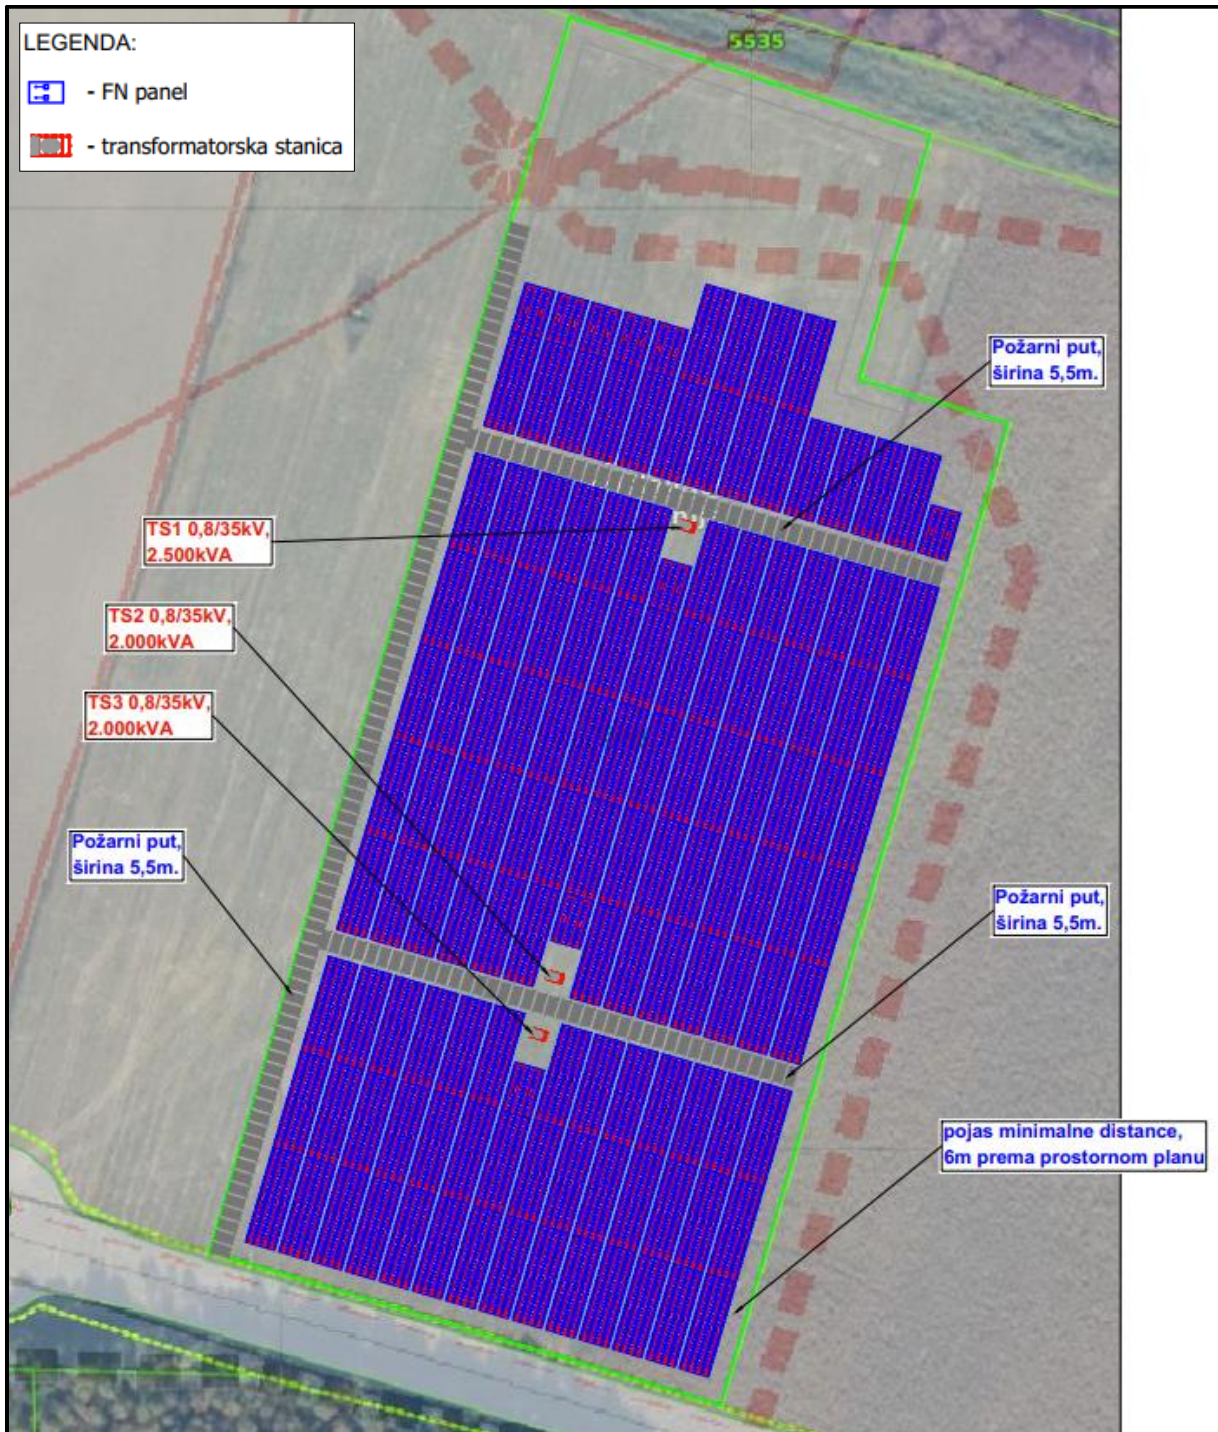 LEGENDA:
- FN panel
- transformatorska stanica
5535
Požarni put,
širina 5,5m.
TS1 0,8/35kV,
2.500kVA
TS2 0,8/35kV,
2.000kVA
TS3 0,8/35kV,
2.000kVA
Požarni put,
širina 5,5m.
Požarni put,
širina 5,5m.
pojas minimalne distance,
6m prema prostornom planu